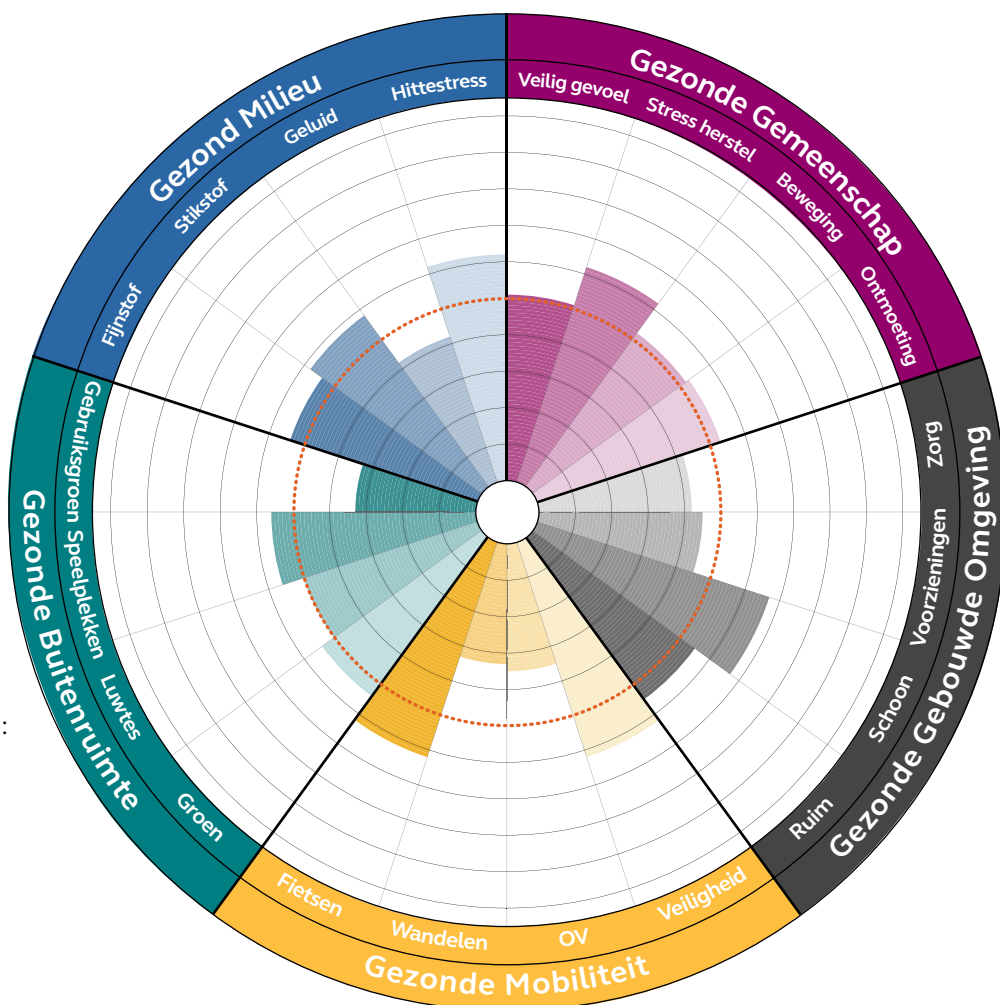 Gezond Milieu
Fijnstof
Stikstof
Geluid
Hittestress
Gezonde Gemeenschap
Veilig gevoel
Stress herstel
Beweging
Ontmoeting
Gezonde Gebouwde Omgeving
Zorg
Voorzieningen
Schoon
Ruim
Gezonde Mobiliteit
Veiligheid
OV
Wandelen
Fietsen
Gezonde Buitenruimte
Groen
Luwtes
Speelplekken
Gebruiksgroen
: